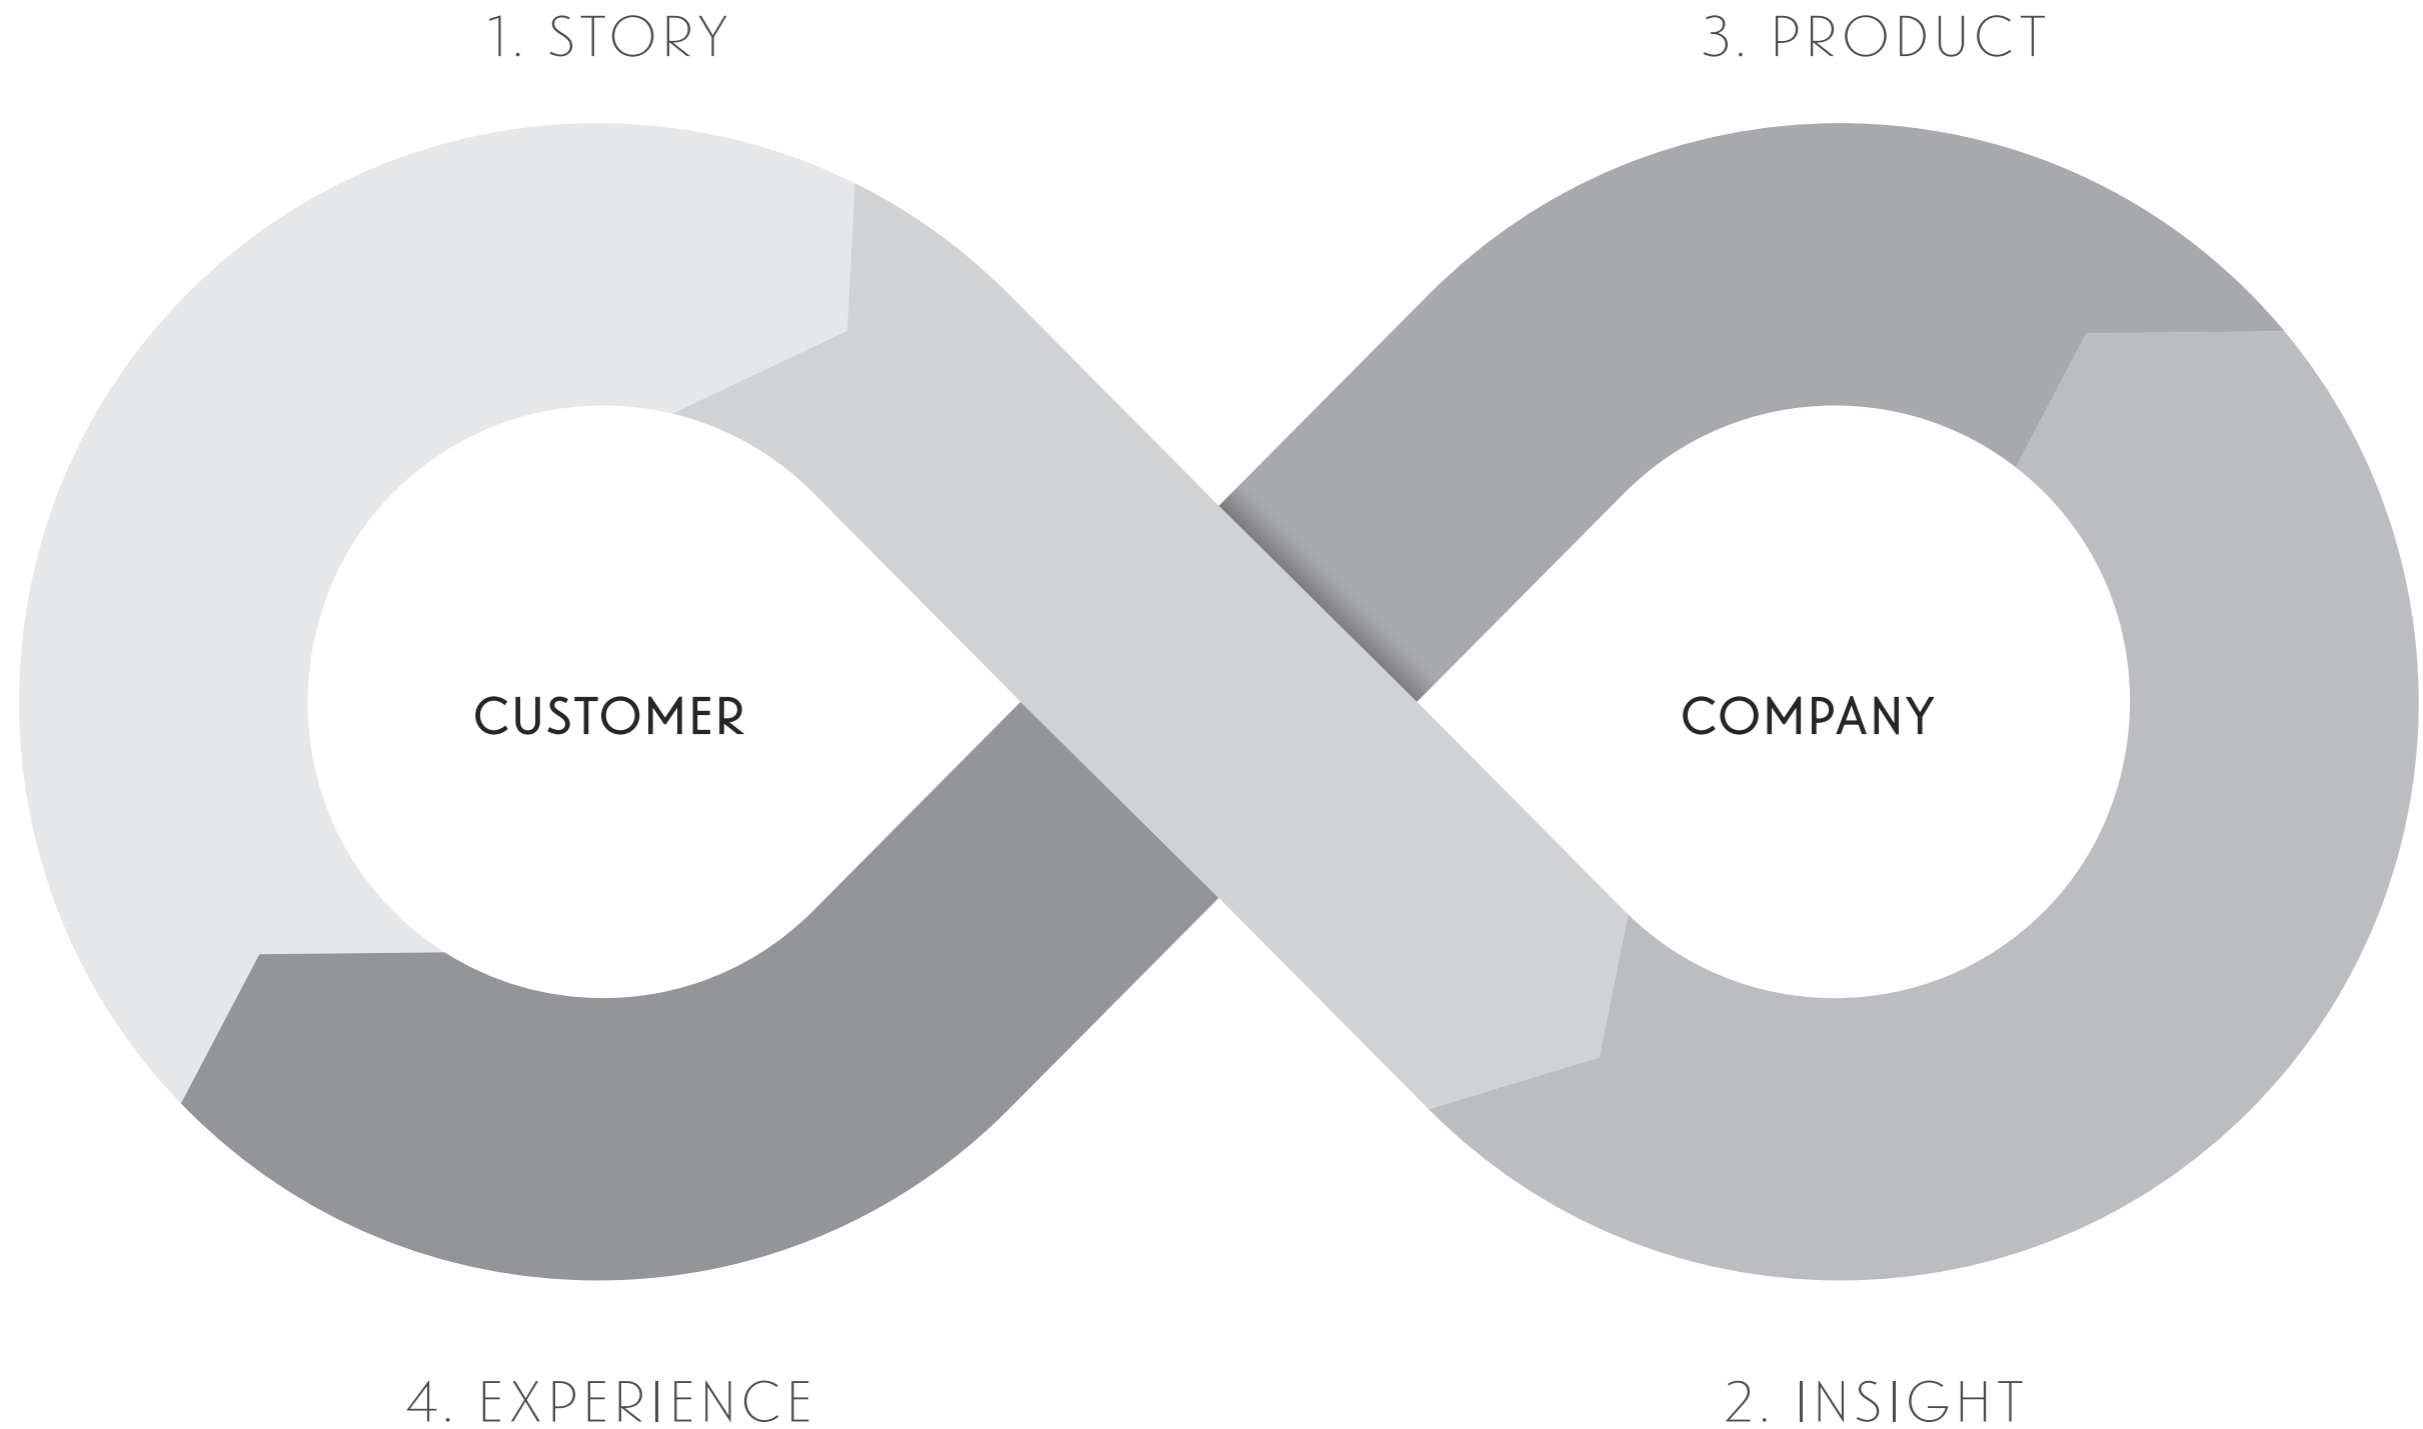 1. STORY
3. PRODUCT
CUSTOMER
COMPANY
4. EXPERIENCE
2. INSIGHT